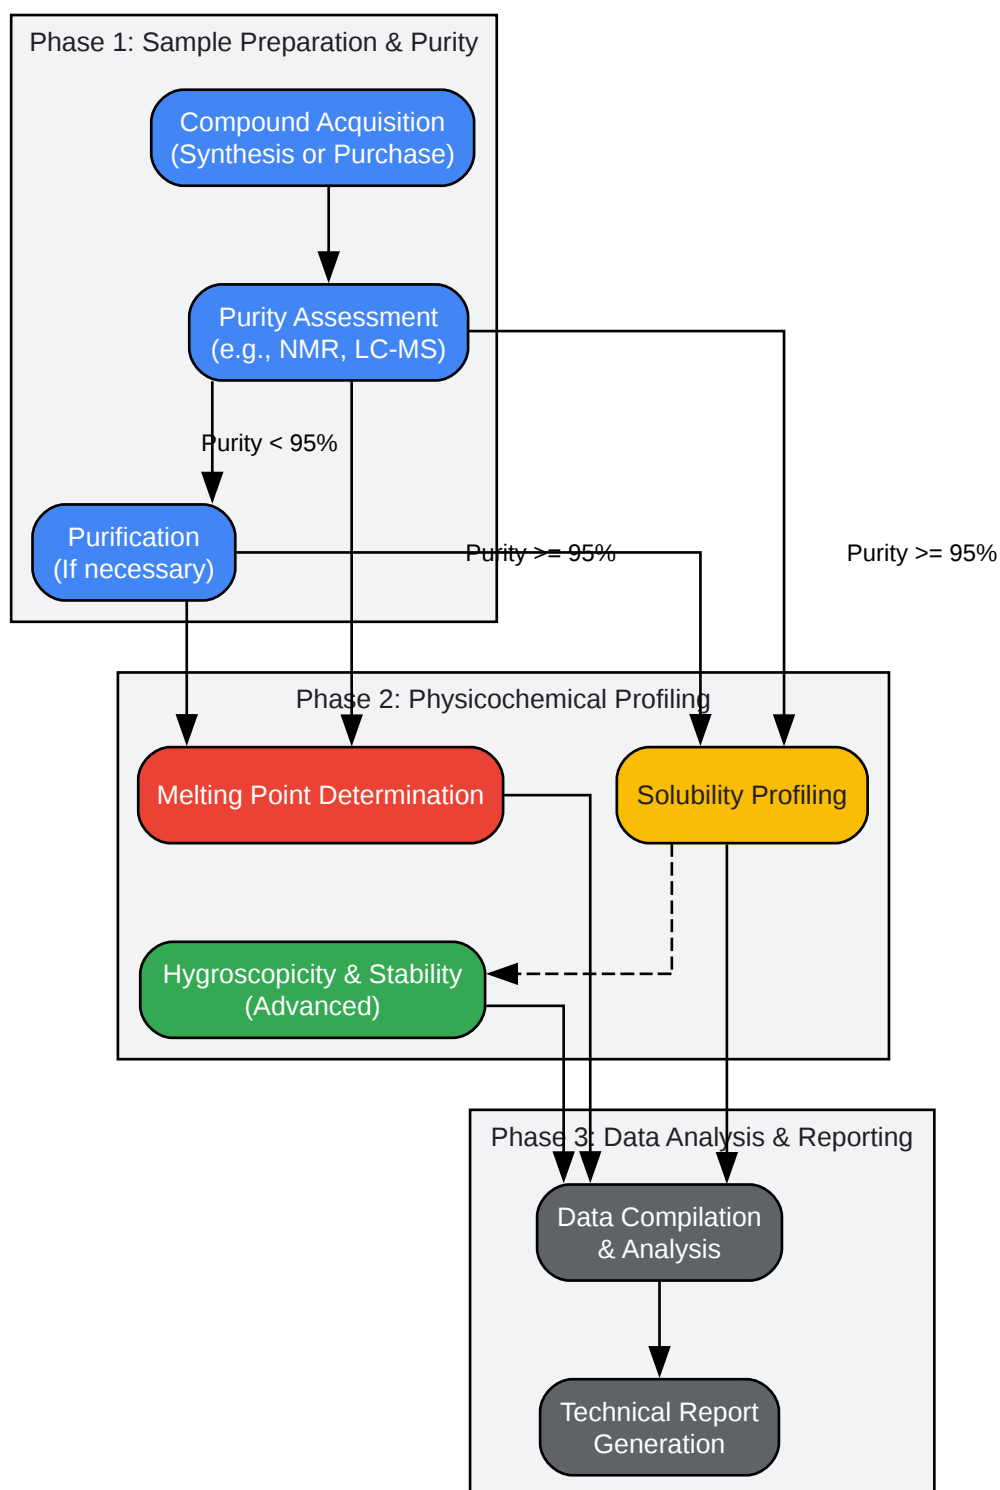 Phase 1: Sample Preparation & Purity
Compound Acquisition
(Synthesis or Purchase)
Purity Assessment
(e.g., NMR, LC-MS)
Purity < 95%
Purification
(If necessary)
Purity >= 95%
Purity >= 95%
Phase 2: Physicochemical Profiling
Melting Point Determination
Solubility Profiling
Hygroscopicity & Stability
(Advanced)
Phase 3: Data Analysis & Reporting
Data Compilation
& Analysis
Technical Report
Generation